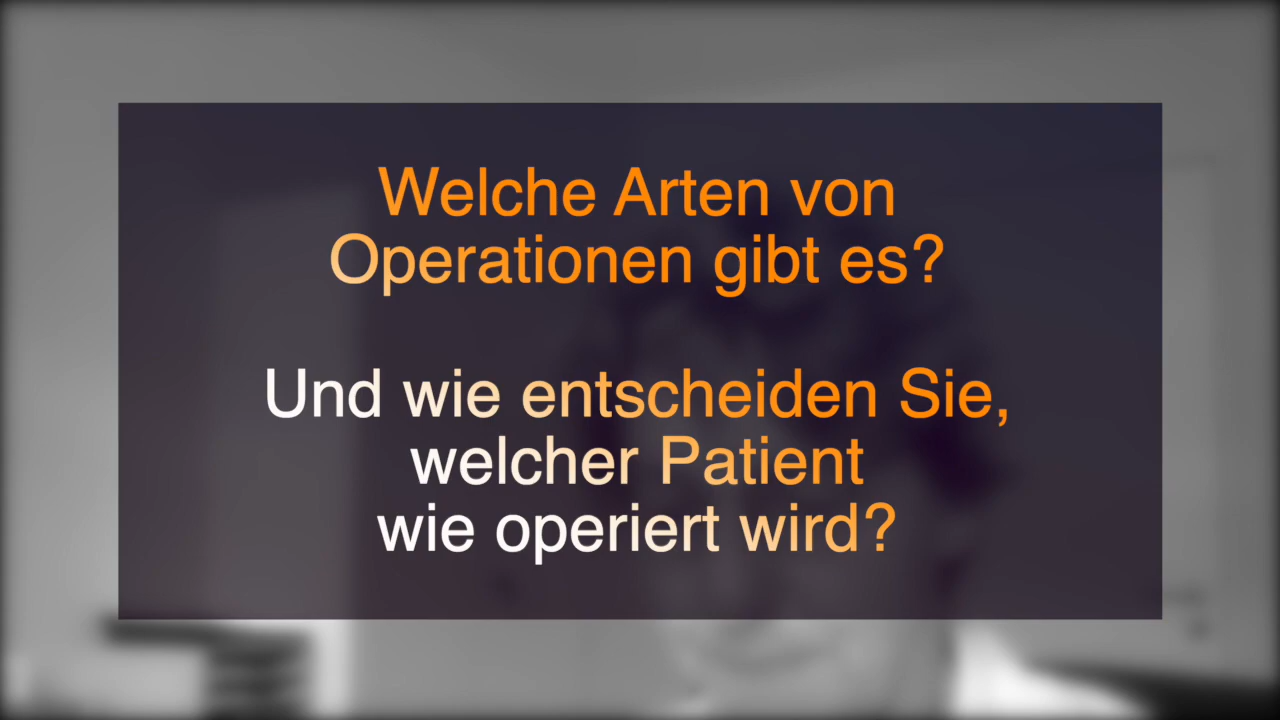 Welche Arten von
Operationen gibt es?
Und wie entscheiden Sie,
welcher Patient
wie operiert wird?